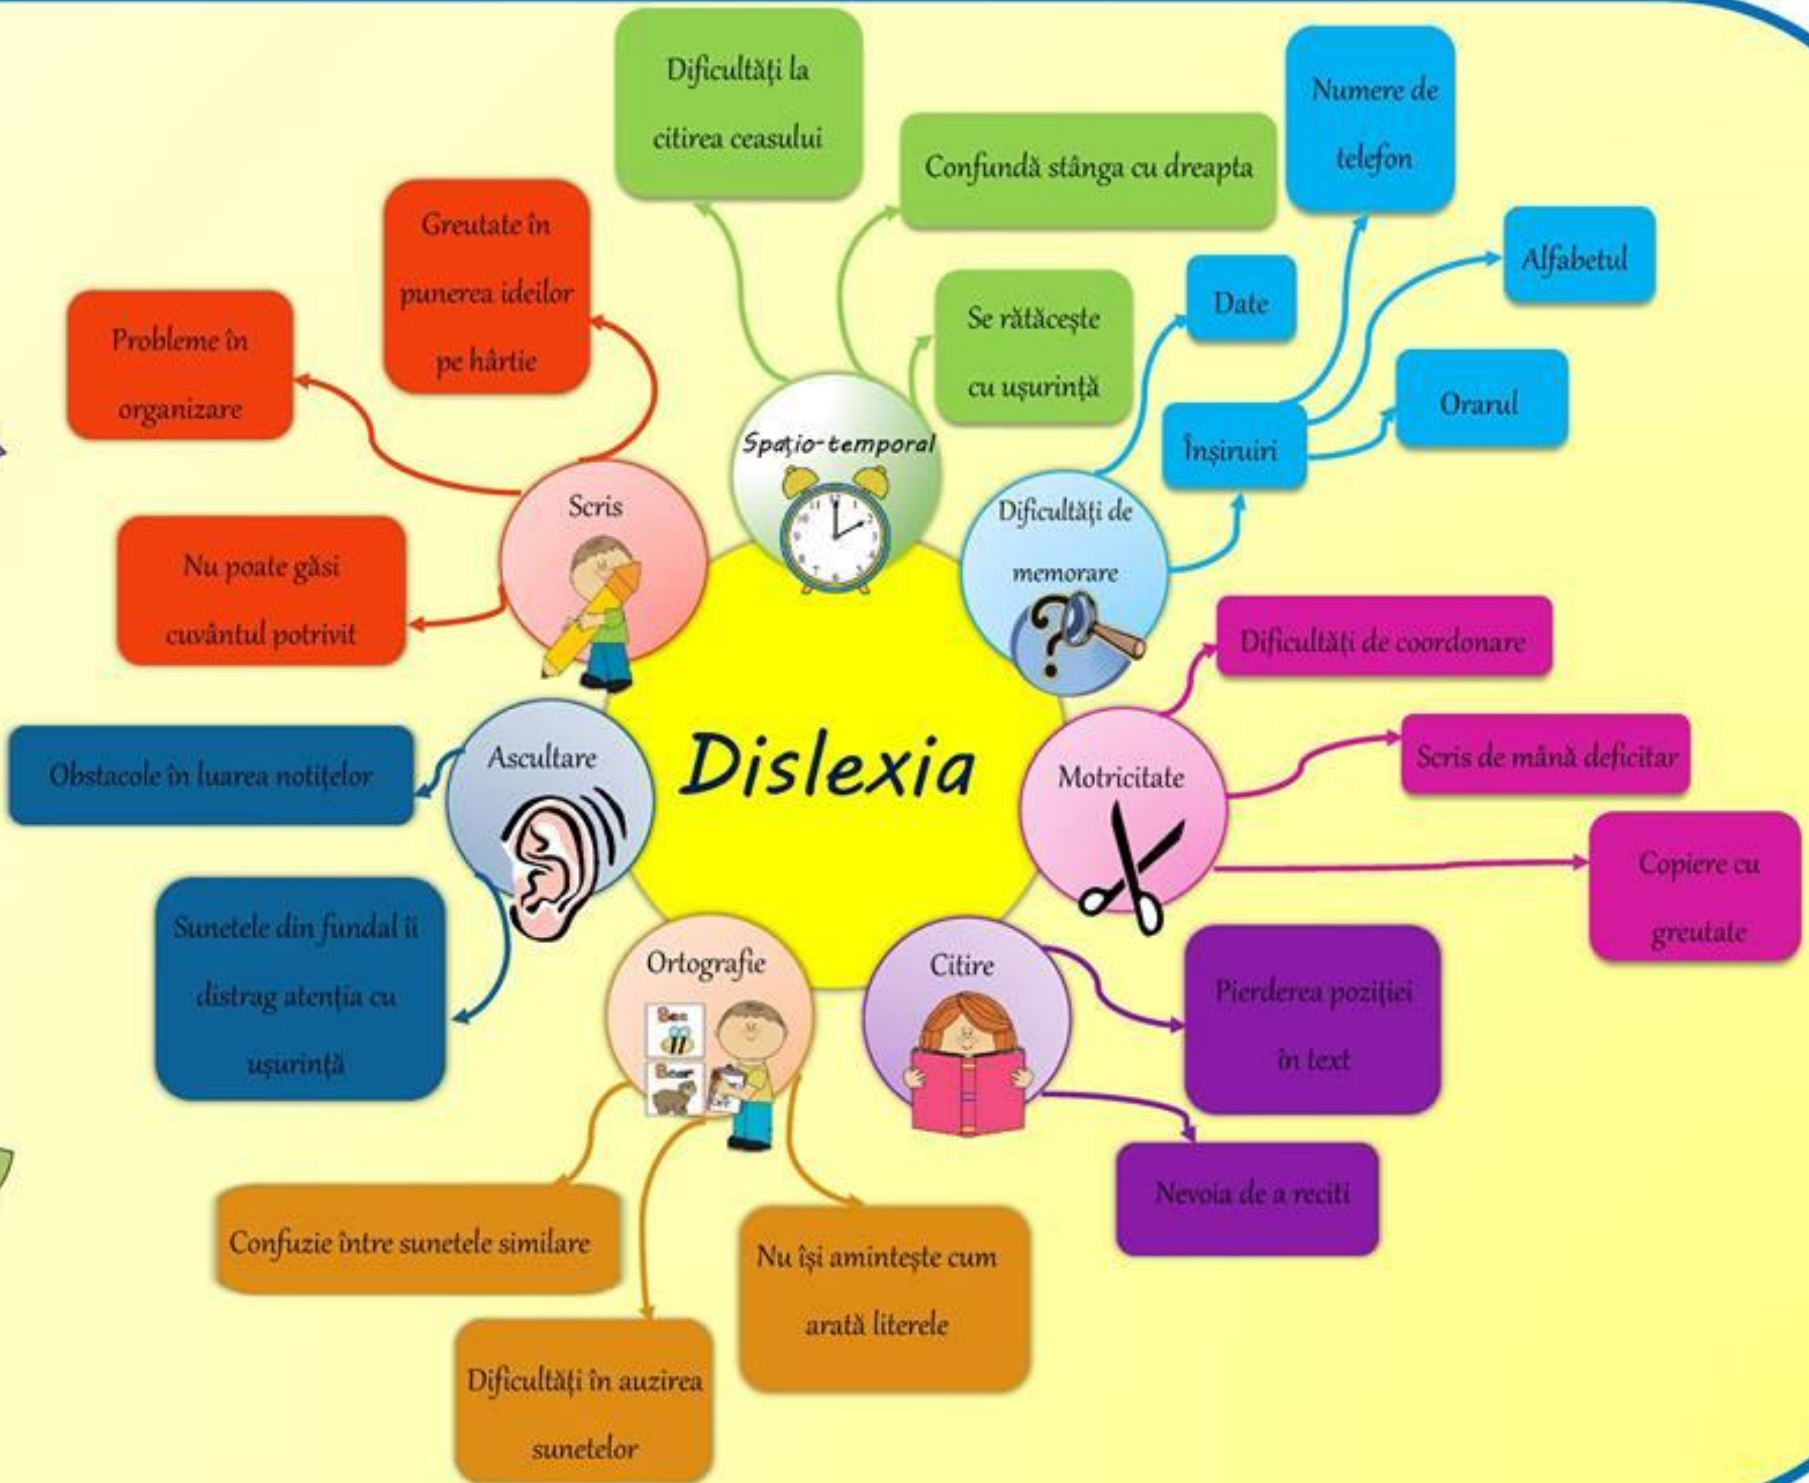 Dislexia
Spațio-temporal
Dificultăți la
citirea ceasului
Confundă stânga cu dreapta
Se rătăcește
cu ușurință
Dificultăți de
memorare
Date
Înșiruiri
Numere de
telefon
Alfabetul
Orarul
Motricitate
Dificultăți de coordonare
Scris de mână deficitar
Copiere cu
greutate
Citire
Pierderea poziției
în text
Nevoia de a reciti
Ortografie
Bee
Bear
Nu își amintește cum
arată literele
Dificultăți în auzirea
sunetelor
Confuzie între sunetele similare
Ascultare
Obstacole în luarea notițelor
Sunetele din fundal îi
distrag atenția cu
ușurință
Scris
Greutate în
punerea ideilor
pe hârtie
Probleme în
organizare
Nu poate găsi
cuvântul potrivit